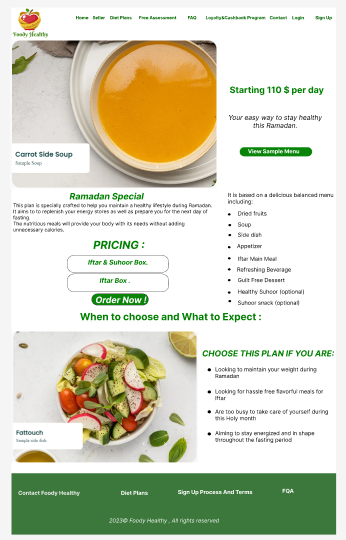 Home Seller Diet Plans Free Assessment FAQ Loyalty&Cashback Program Contact Login Sign Up
Foody Healthy
Starting 110 $ per day
Your easy way to stay healthy
this Ramadan.
View Sample Menu
Carrot Side Soup
Sample Soup
Ramadan Special
This plan is specially crafted to help you maintain a healthy lifestyle during Ramadan.
It aims to to replenish your energy stores as well as prepare you for the next day of
fasting.
The nutritious meals will provide your body with its needs without adding
unnecessary calories.
PRICING :
Iftar & Suhoor Box.
Iftar Box .
Order Now !
It is based on a delicious balanced menu
including:
Dried fruits
Soup
Side dish
Appetizer
Iftar Main Meal
Refreshing Beverage
Guilt Free Dessert
Healthy Suhoor (optional)
Suhoor snack (optional)
When to choose and What to Expect :
CHOOSE THIS PLAN IF YOU ARE:
Looking to maintain your weight during
Ramadan
Looking for hassle free flavorful meals for
Iftar
Are too busy to take care of yourself during
this Holy month
Aiming to stay energized and in shape
throughout the fasting period
Fattouch
Sample side dish
Contact Foody Healthy Diet Plans Sign Up Process And Terms FQA
2023© Foody Healthy , All rights reserved